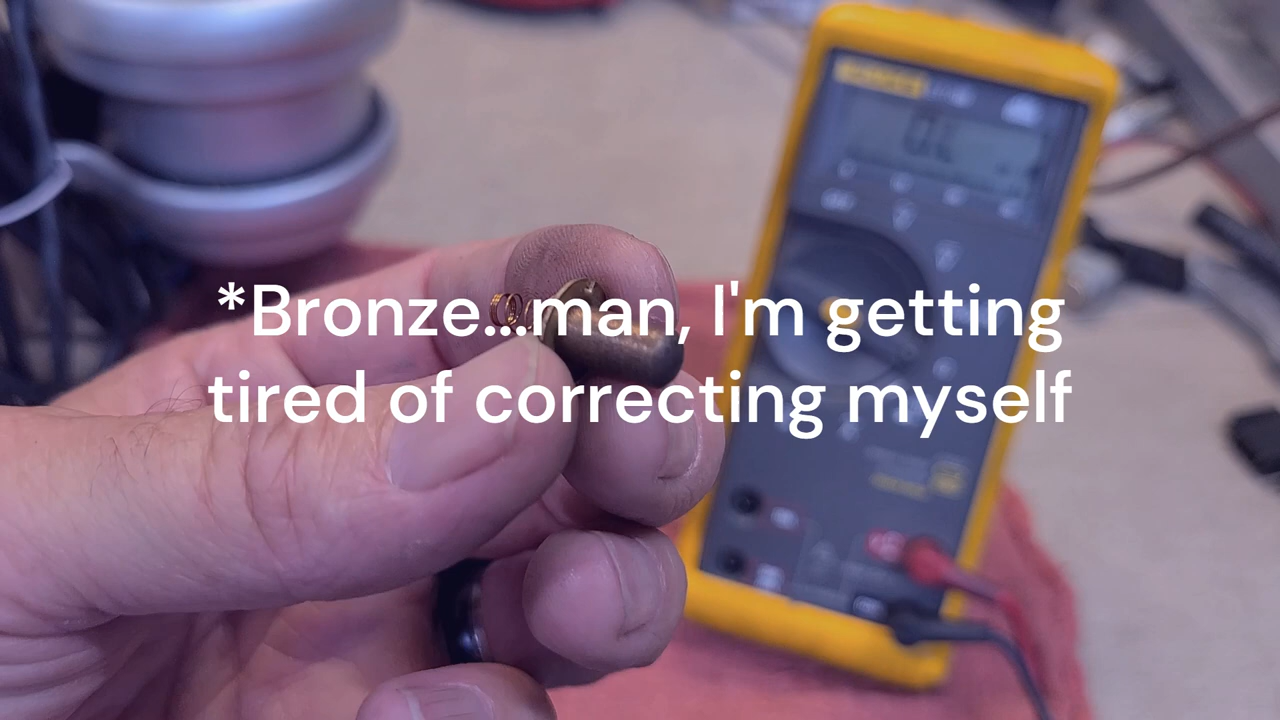 *Bronze...man, I'm getting
tired of correcting myself